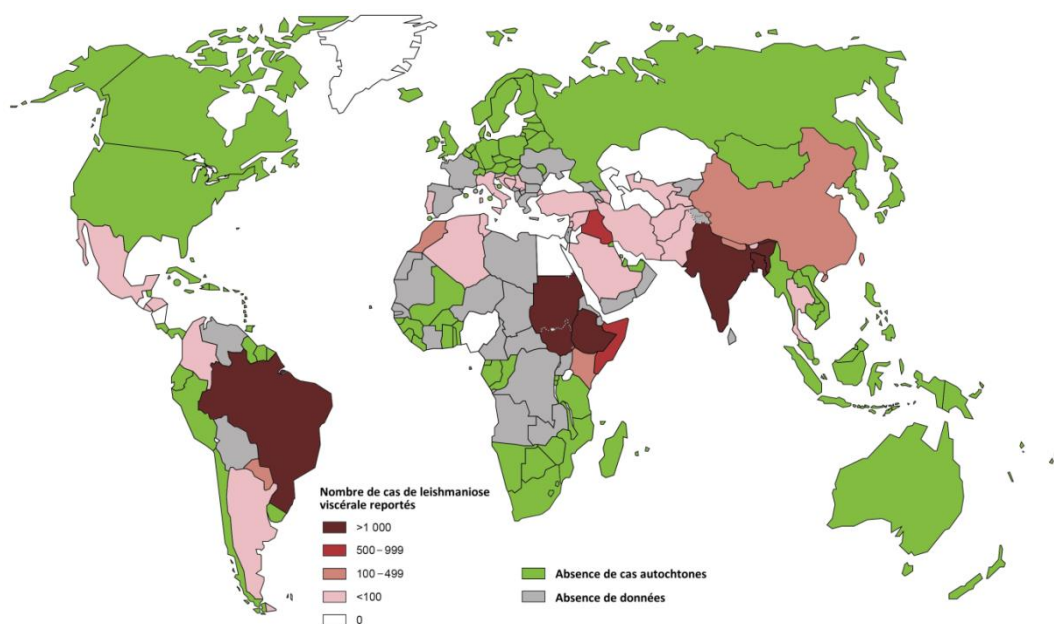 Nombre de cas de leishmaniose
viscérale reportés
>1 000
500 – 999
100 – 499
<100
0
Absence de cas autochtones
Absence de données